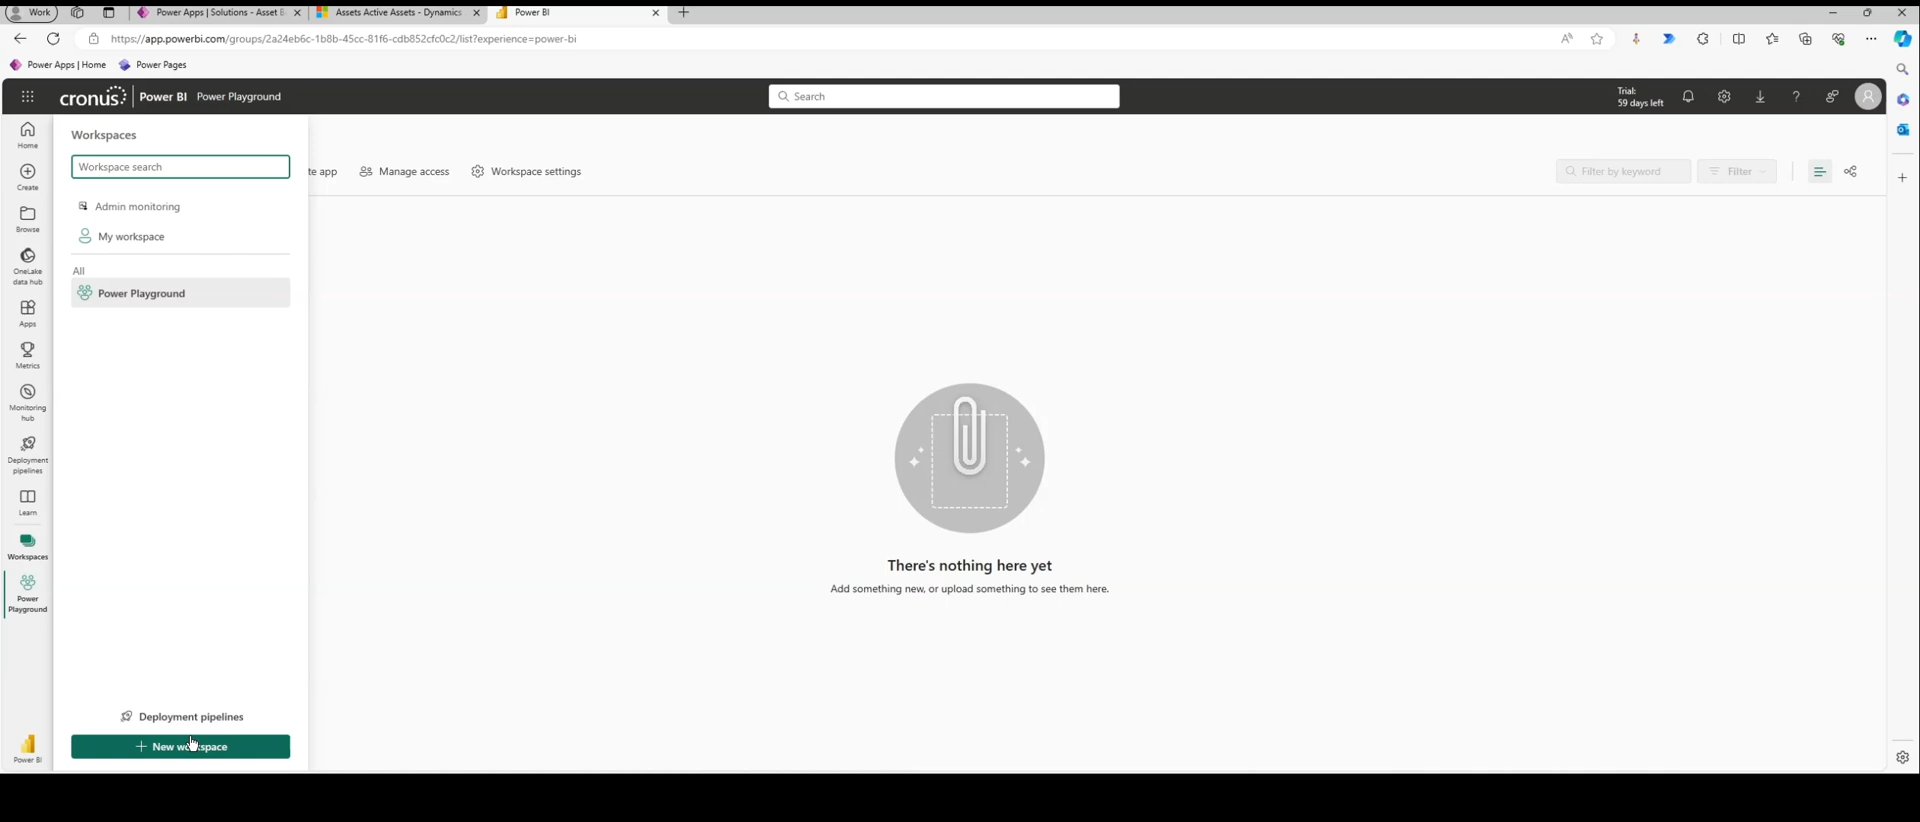 Work
Power Apps | Solutions - Asset B
Assets Active Assets - Dynamics
Power BI
https://app.powerbi.com/groups/2a24eb6c-1b8b-45cc-81f6-cdb852cfc0c2/list?experience=power-bi
Power Apps | Home
Power Pages
cronus
Power BI
Power Playground
Search
Trial:
59 days left
Home
Create
Browse
OneLake
data hub
Apps
Metrics
Monitoring
hub
Deployment
pipelines
Learn
Workspaces
Power
Playground
Power BI
Workspaces
Workspace search
Admin monitoring
My workspace
All
Power Playground
Deployment pipelines
New workspace
te app
Manage access
Workspace settings
Filter by keyword
Filter
There's nothing here yet
Add something new, or upload something to see them here.